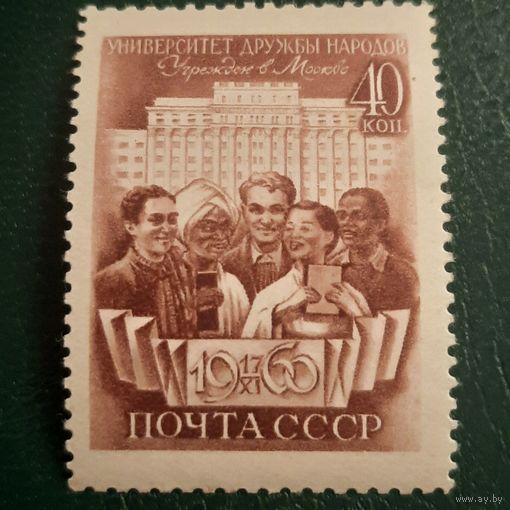 УНИВЕРСИТЕТ ДРУЖБЫ НАРОДОВ
Учрежден в Москве
40
КОП.
19 17/XI 60
ПОЧТА СССР
www.ay.by